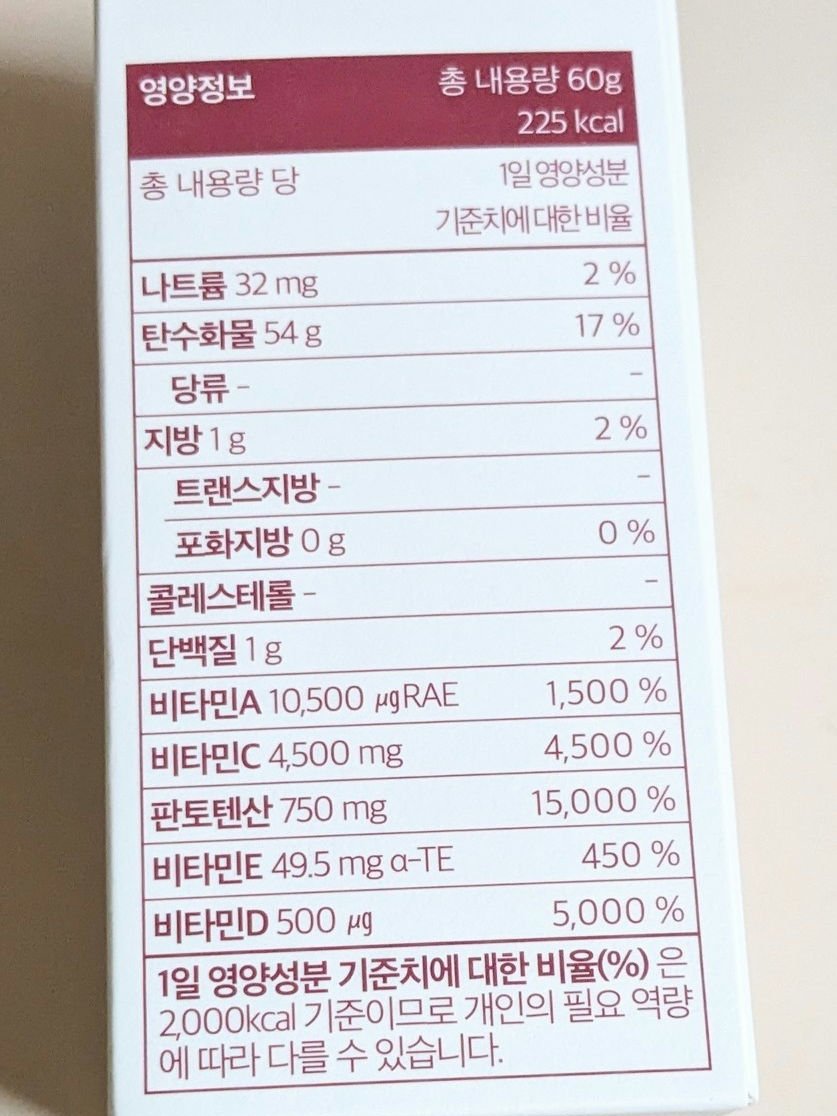 영양정보 총 내용량 60g
225 kcal
총 내용량 당 1일 영양성분
기준치에 대한 비율
나트륨 32 mg 2 %
탄수화물 54 g 17 %
당류 - -
지방 1 g 2 %
트랜스지방 - -
포화지방 0 g 0 %
콜레스테롤 - -
단백질 1 g 2 %
비타민A 10,500 μgRAE 1,500 %
비타민C 4,500 mg 4,500 %
판토텐산 750 mg 15,000 %
비타민E 49.5 mg α-TE 450 %
비타민D 500 μg 5,000 %
1일 영양성분 기준치에 대한 비율(%) 은
2,000kcal 기준이므로 개인의 필요 역량
에 따라 다를 수 있습니다.